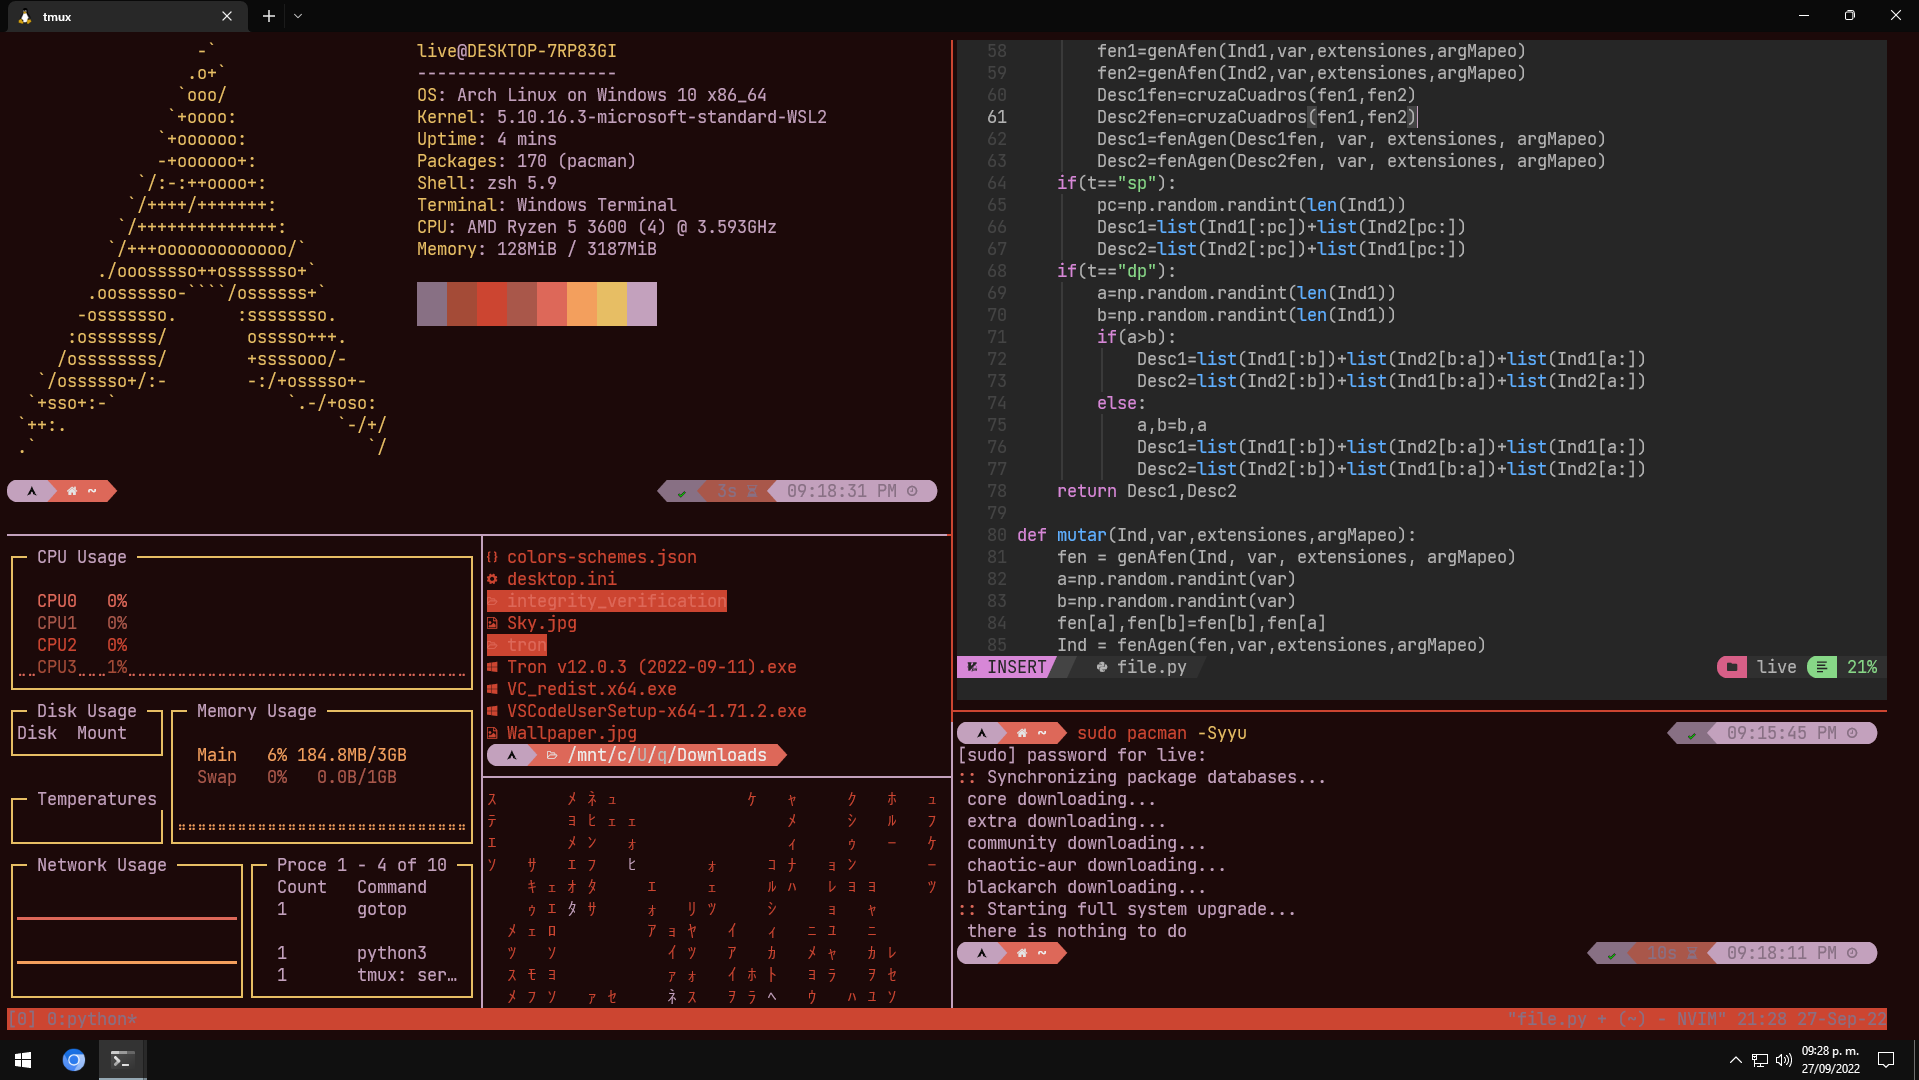 tmux
live@DESKTOP-7RP83GI
--------------------
OS: Arch Linux on Windows 10 x86_64
Kernel: 5.10.16.3-microsoft-standard-WSL2
Uptime: 4 mins
Packages: 170 (pacman)
Shell: zsh 5.9
Terminal: Windows Terminal
CPU: AMD Ryzen 5 3600 (4) @ 3.593GHz
Memory: 128MiB / 3187MiB
~ 3s 09:18:31 PM
CPU Usage
CPU0 0%
CPU1 0%
CPU2 0%
CPU3 1%
Disk Usage
Disk Mount
Memory Usage
Main 6% 184.8MB/3GB
Swap 0% 0.0B/1GB
Temperatures
Network Usage
Proce 1 - 4 of 10
Count Command
1 gotop
1 python3
1 tmux: ser…
{} colors-schemes.json
desktop.ini
integrity_verification
Sky.jpg
tron
Tron v12.0.3 (2022-09-11).exe
VC_redist.x64.exe
VSCodeUserSetup-x64-1.71.2.exe
Wallpaper.jpg
/mnt/c/U/q/Downloads
58 fen1=genAfen(Ind1,var,extensiones,argMapeo)
59 fen2=genAfen(Ind2,var,extensiones,argMapeo)
60 Desc1fen=cruzaCuadros(fen1,fen2)
61 Desc2fen=cruzaCuadros(fen1,fen2)
62 Desc1=fenAgen(Desc1fen, var, extensiones, argMapeo)
63 Desc2=fenAgen(Desc2fen, var, extensiones, argMapeo)
64 if(t=="sp"):
65 pc=np.random.randint(len(Ind1))
66 Desc1=list(Ind1[:pc])+list(Ind2[pc:])
67 Desc2=list(Ind2[:pc])+list(Ind1[pc:])
68 if(t=="dp"):
69 a=np.random.randint(len(Ind1))
70 b=np.random.randint(len(Ind1))
71 if(a>b):
72 Desc1=list(Ind1[:b])+list(Ind2[b:a])+list(Ind1[a:])
73 Desc2=list(Ind2[:b])+list(Ind1[b:a])+list(Ind2[a:])
74 else:
75 a,b=b,a
76 Desc1=list(Ind1[:b])+list(Ind2[b:a])+list(Ind1[a:])
77 Desc2=list(Ind2[:b])+list(Ind1[b:a])+list(Ind2[a:])
78 return Desc1,Desc2
79
80 def mutar(Ind,var,extensiones,argMapeo):
81 fen = genAfen(Ind, var, extensiones, argMapeo)
82 a=np.random.randint(var)
83 b=np.random.randint(var)
84 fen[a],fen[b]=fen[b],fen[a]
85 Ind = fenAgen(fen,var,extensiones,argMapeo)
INSERT file.py live 21%
~ sudo pacman -Syyu 09:15:45 PM
[sudo] password for live:
:: Synchronizing package databases...
core downloading...
extra downloading...
community downloading...
chaotic-aur downloading...
blackarch downloading...
:: Starting full system upgrade...
there is nothing to do
~ 10s 09:18:11 PM
[0] 0:python* "file.py + (~) - NVIM" 21:28 27-Sep-22
09:28 p. m.
27/09/2022